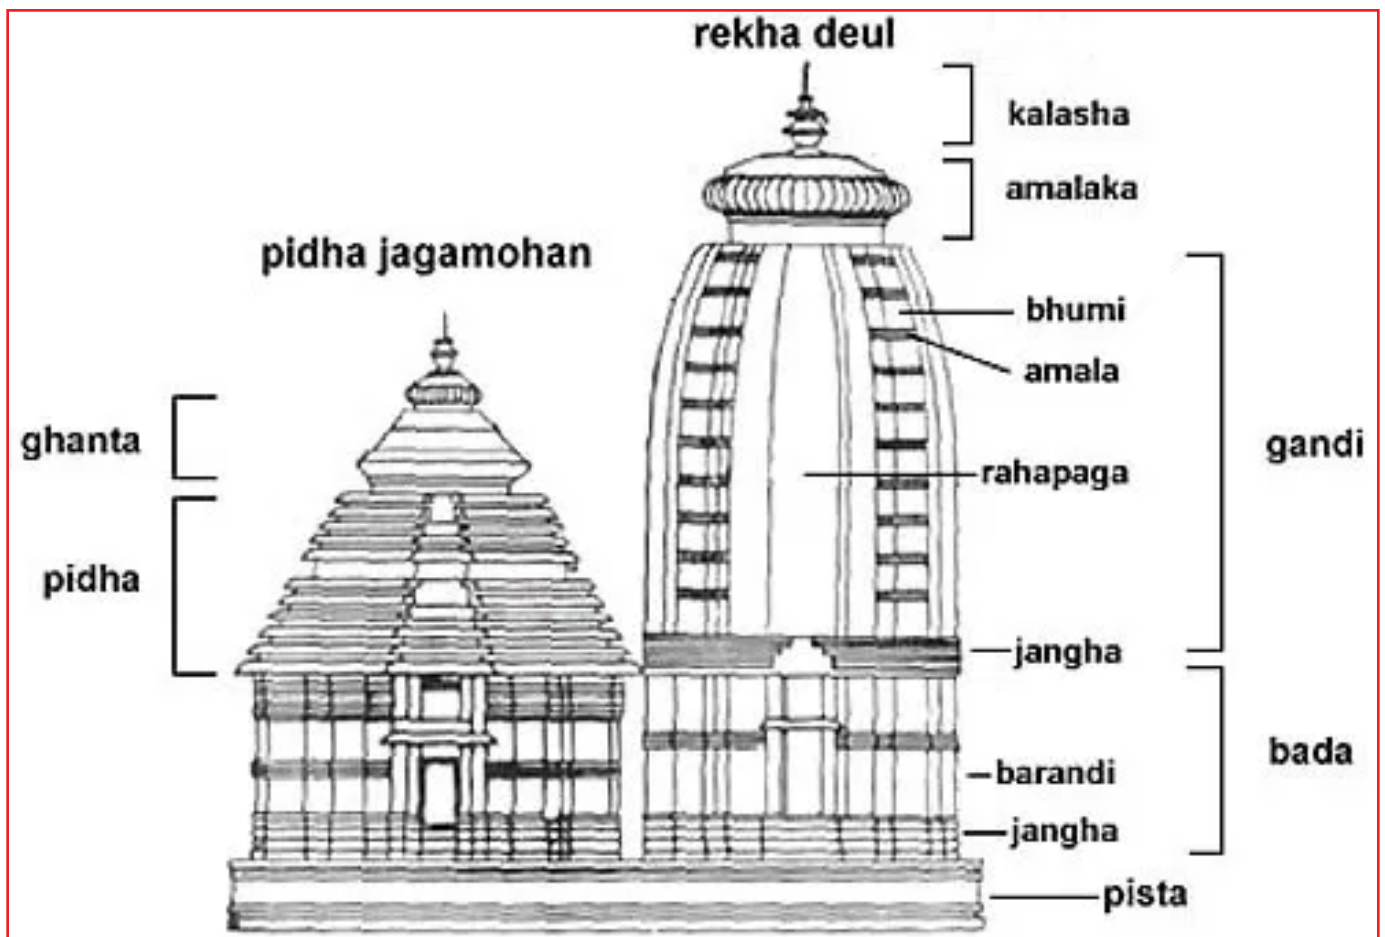 rekha deul
kalasha
amalaka
pidha jagamohan
bhumi
amala
ghanta
gandi
rahapaga
pidha
jangha
bada
barandi
jangha
pista